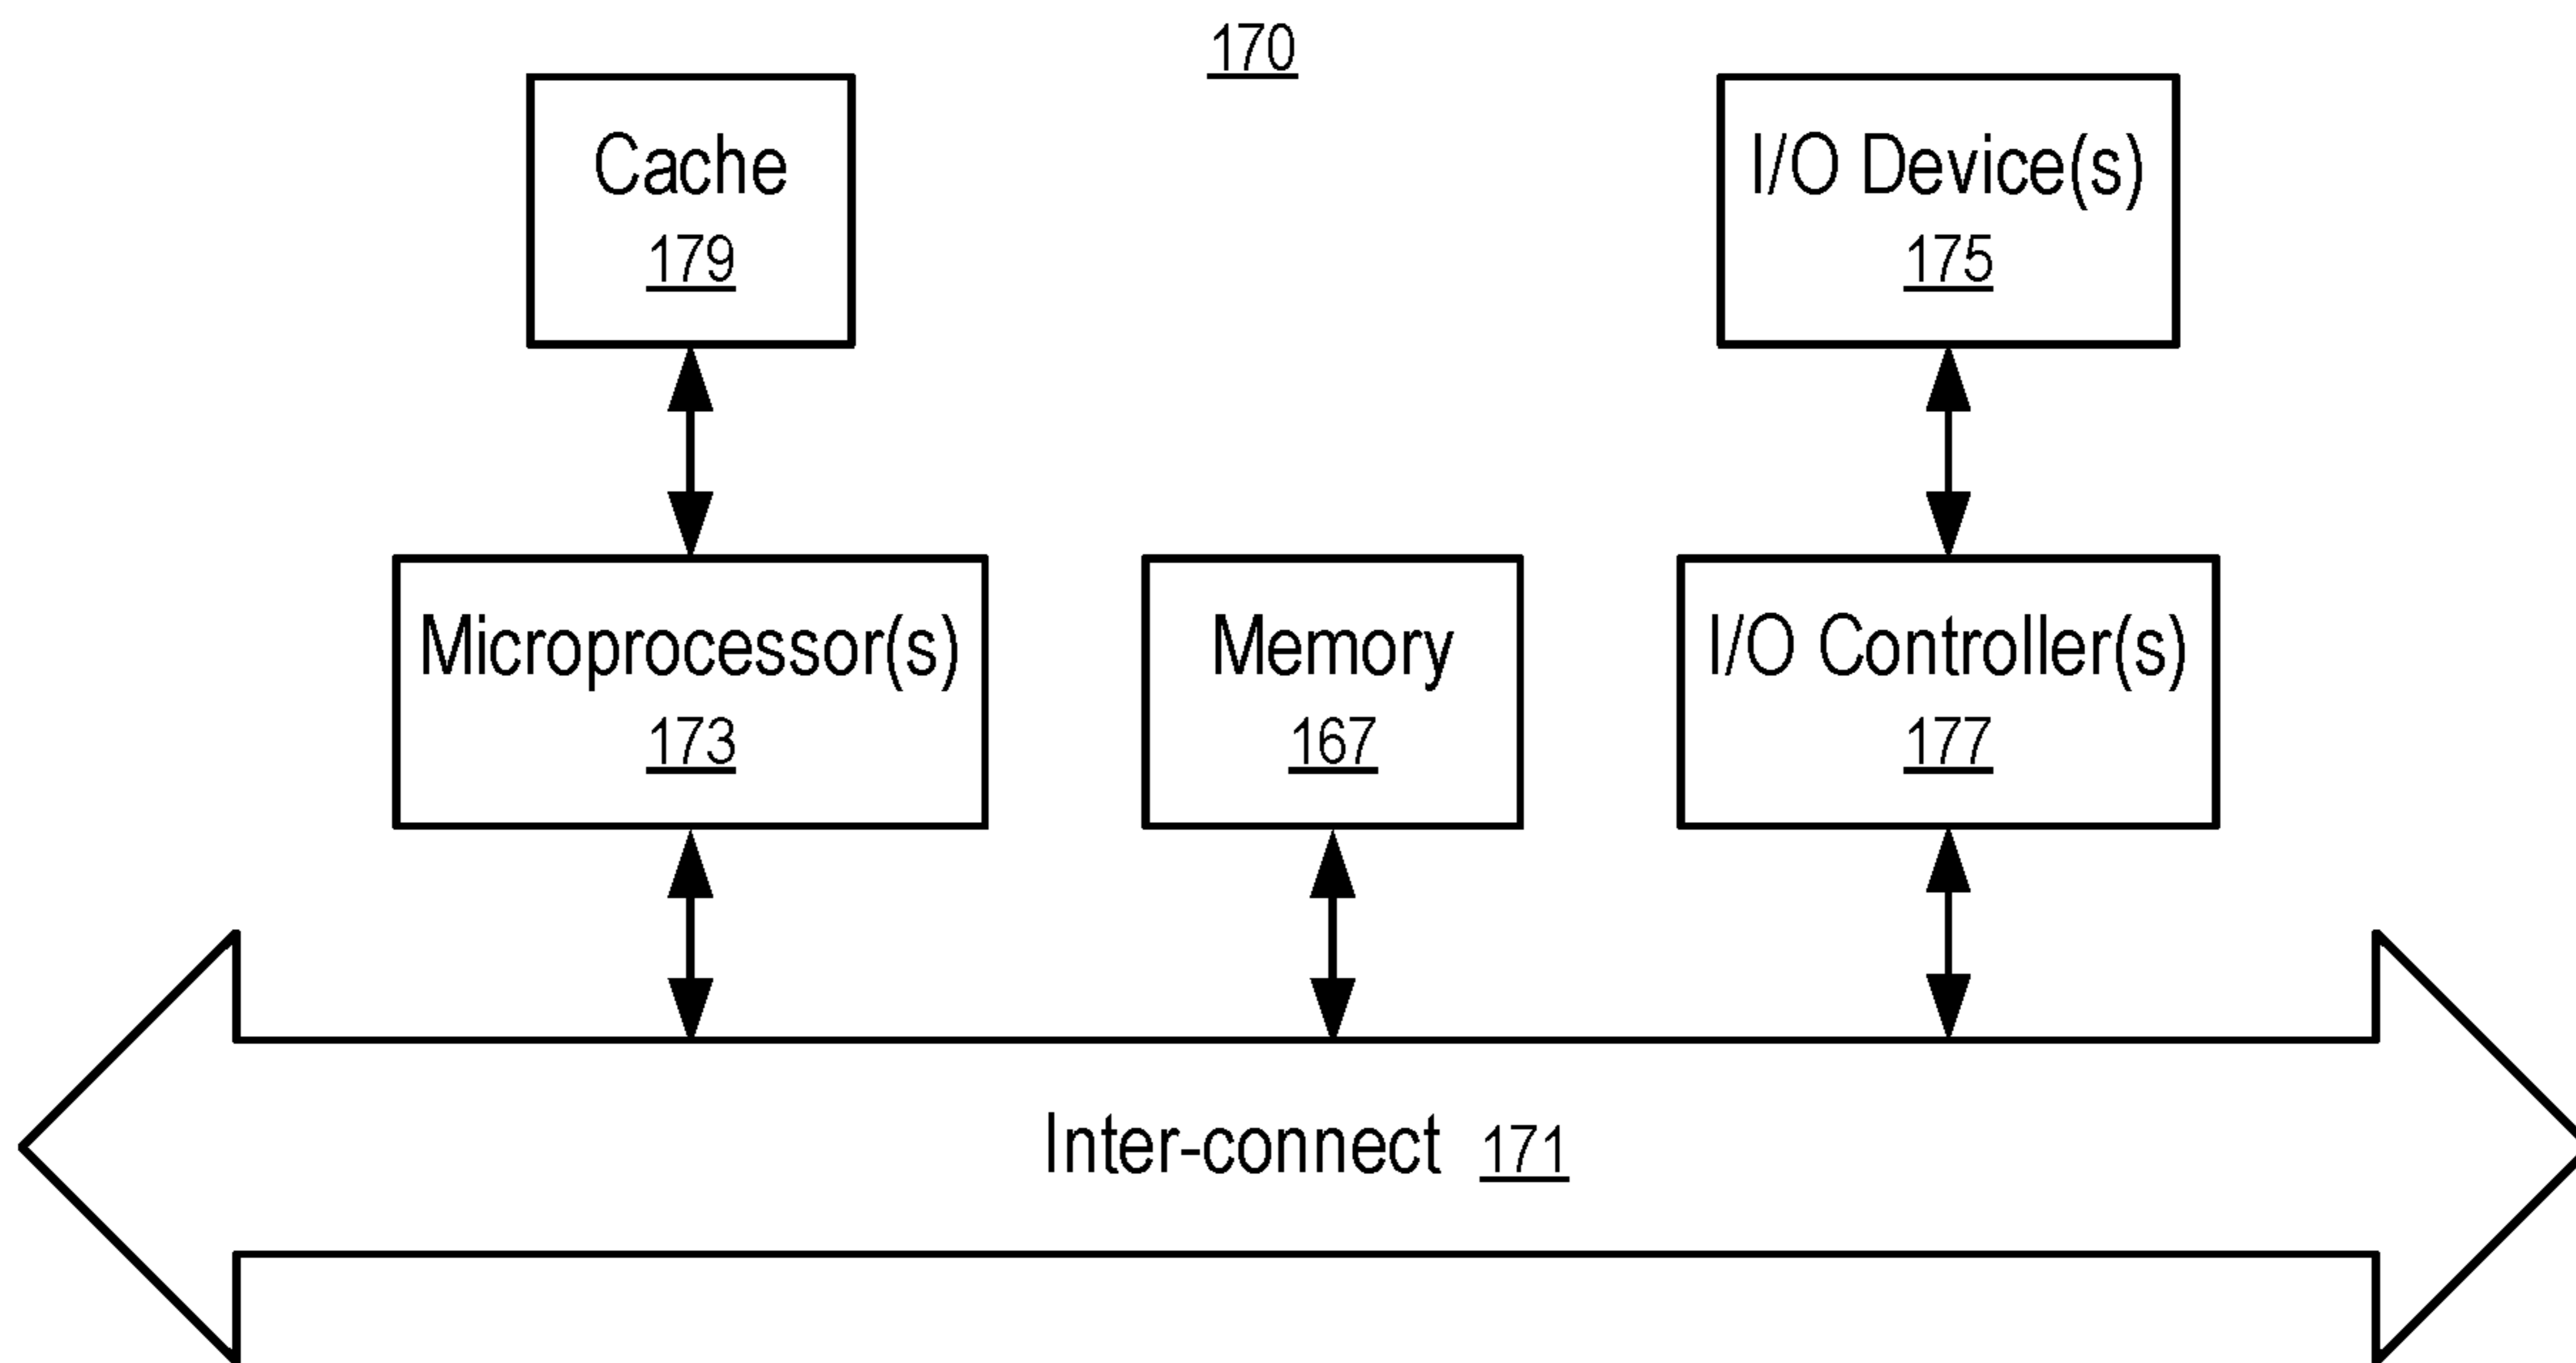 170
Cache
179
I/O Device(s)
175
Microprocessor(s)
173
Memory
167
I/O Controller(s)
177
Inter-connect 171